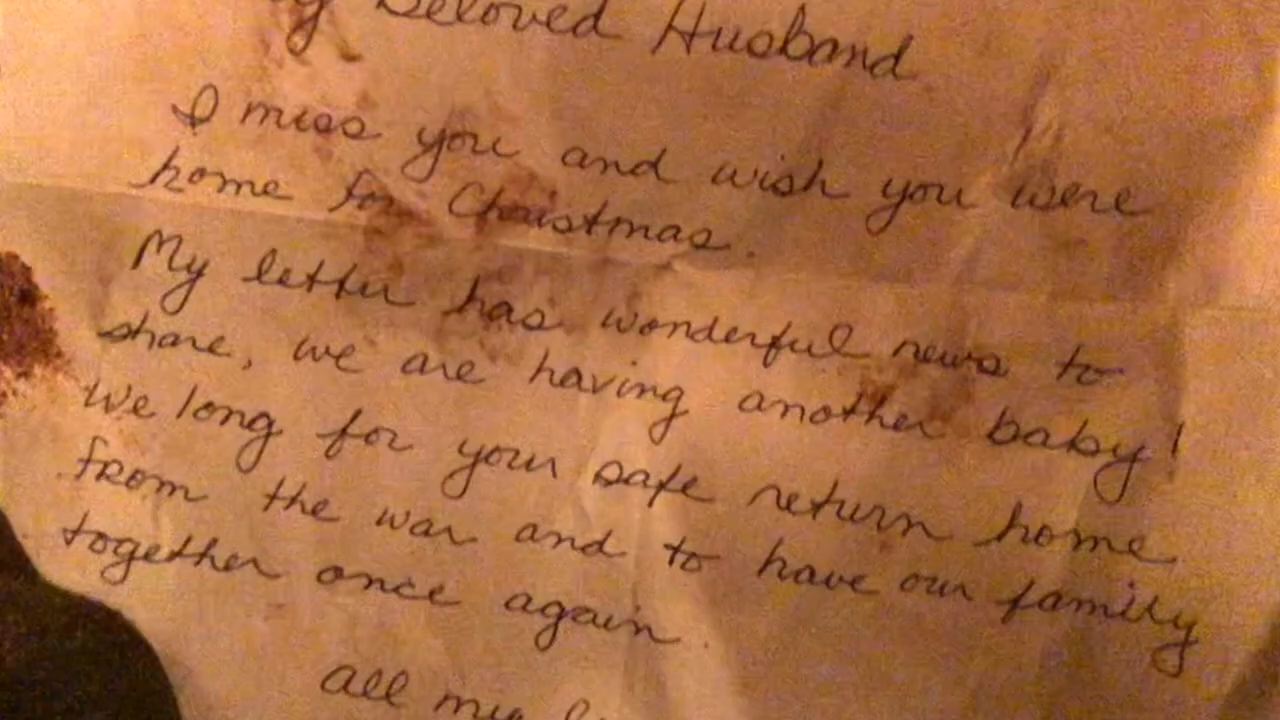 My Beloved Husband
I miss you and wish you were
home for Christmas.
My letter has wonderful news to
share, we are having another baby!
We long for your safe return home
from the war and to have our family
together once again.
All my